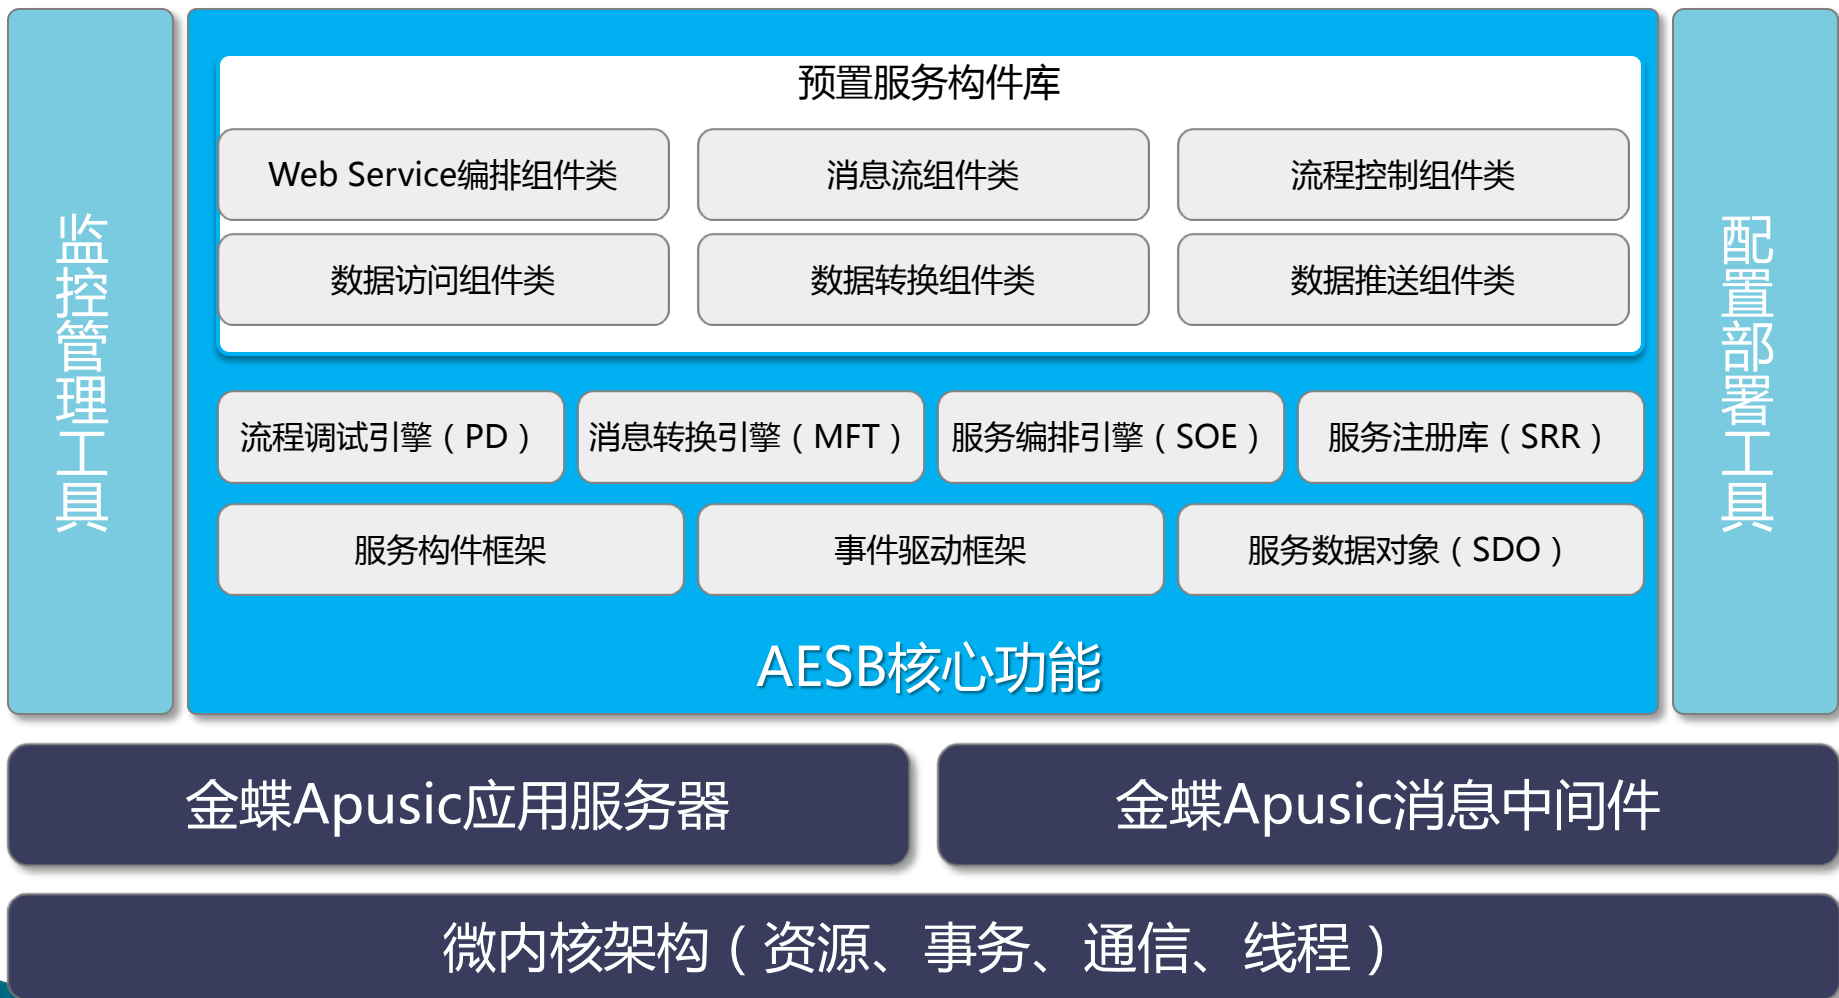 监控管理工具
预置服务构件库
Web Service编排组件类
消息流组件类
流程控制组件类
数据访问组件类
数据转换组件类
数据推送组件类
流程调试引擎（PD）
消息转换引擎（MFT）
服务编排引擎（SOE）
服务注册库（SRR）
服务构件框架
事件驱动框架
服务数据对象（SDO）
AESB核心功能
配置部署工具
金蝶Apusic应用服务器
金蝶Apusic消息中间件
微内核架构（资源、事务、通信、线程）